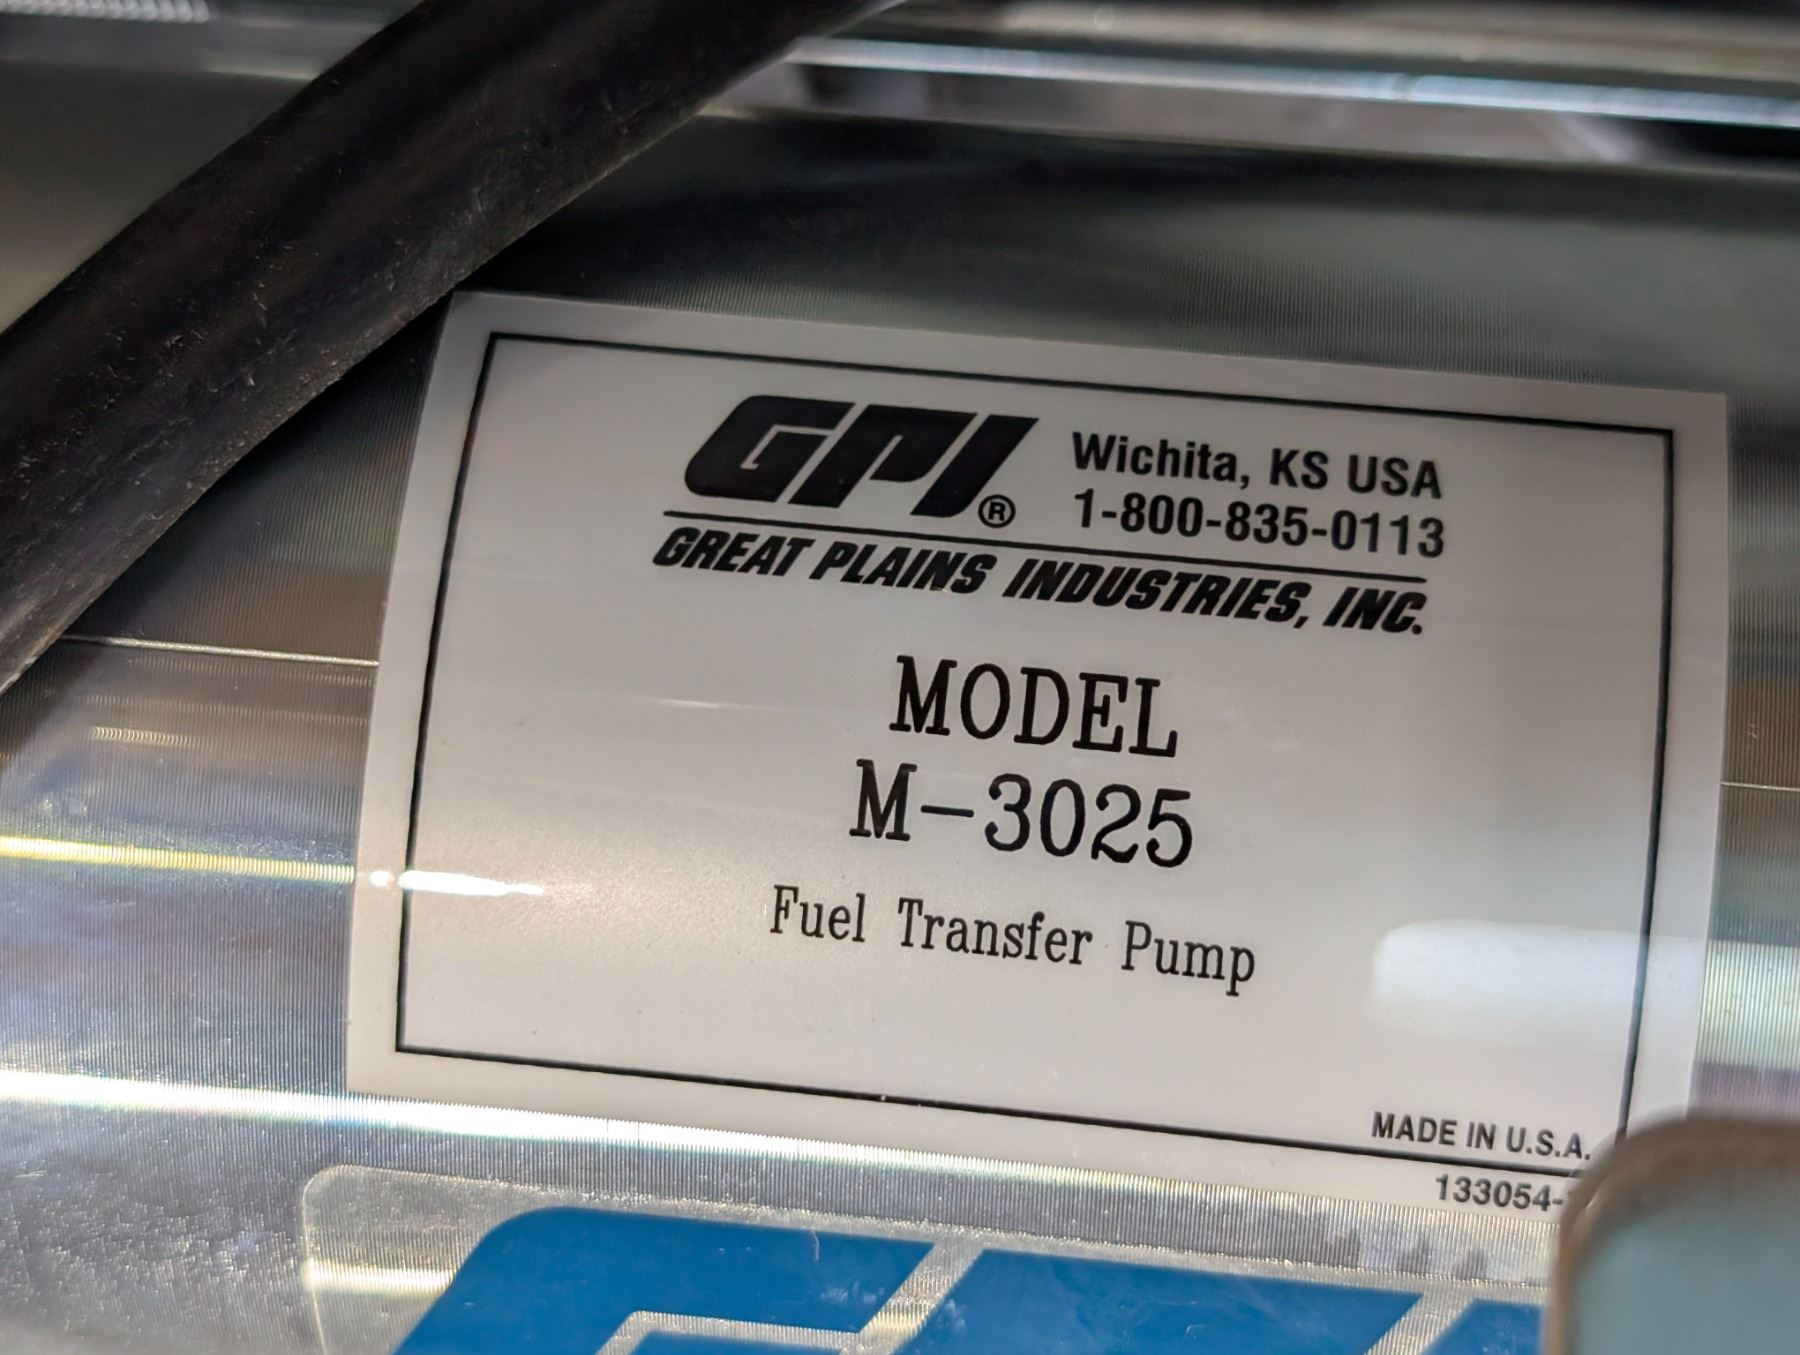 GPI® Wichita, KS USA
1-800-835-0113
GREAT PLAINS INDUSTRIES, INC.
MODEL
M-3025
Fuel Transfer Pump
MADE IN U.S.A.
133054-